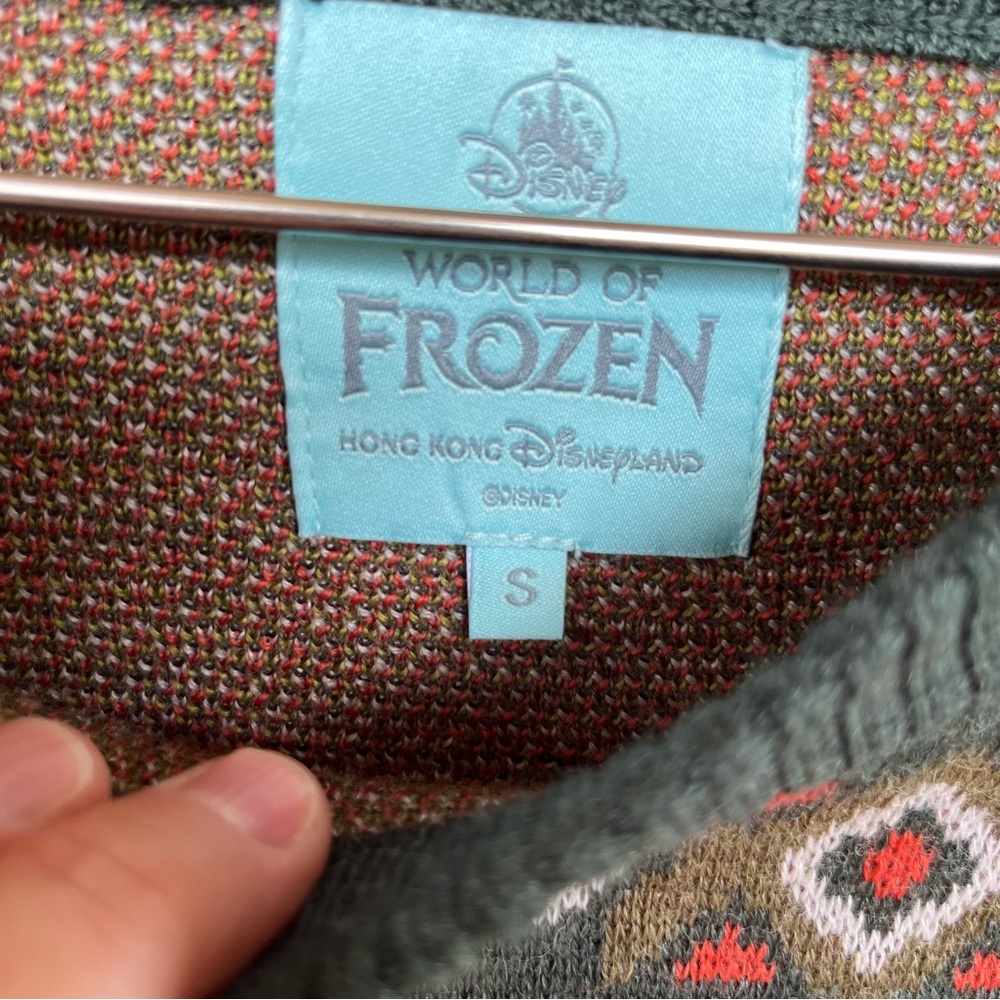 Disney
WORLD OF
FROZEN
HONG KONG Disneyland
©DISNEY
S